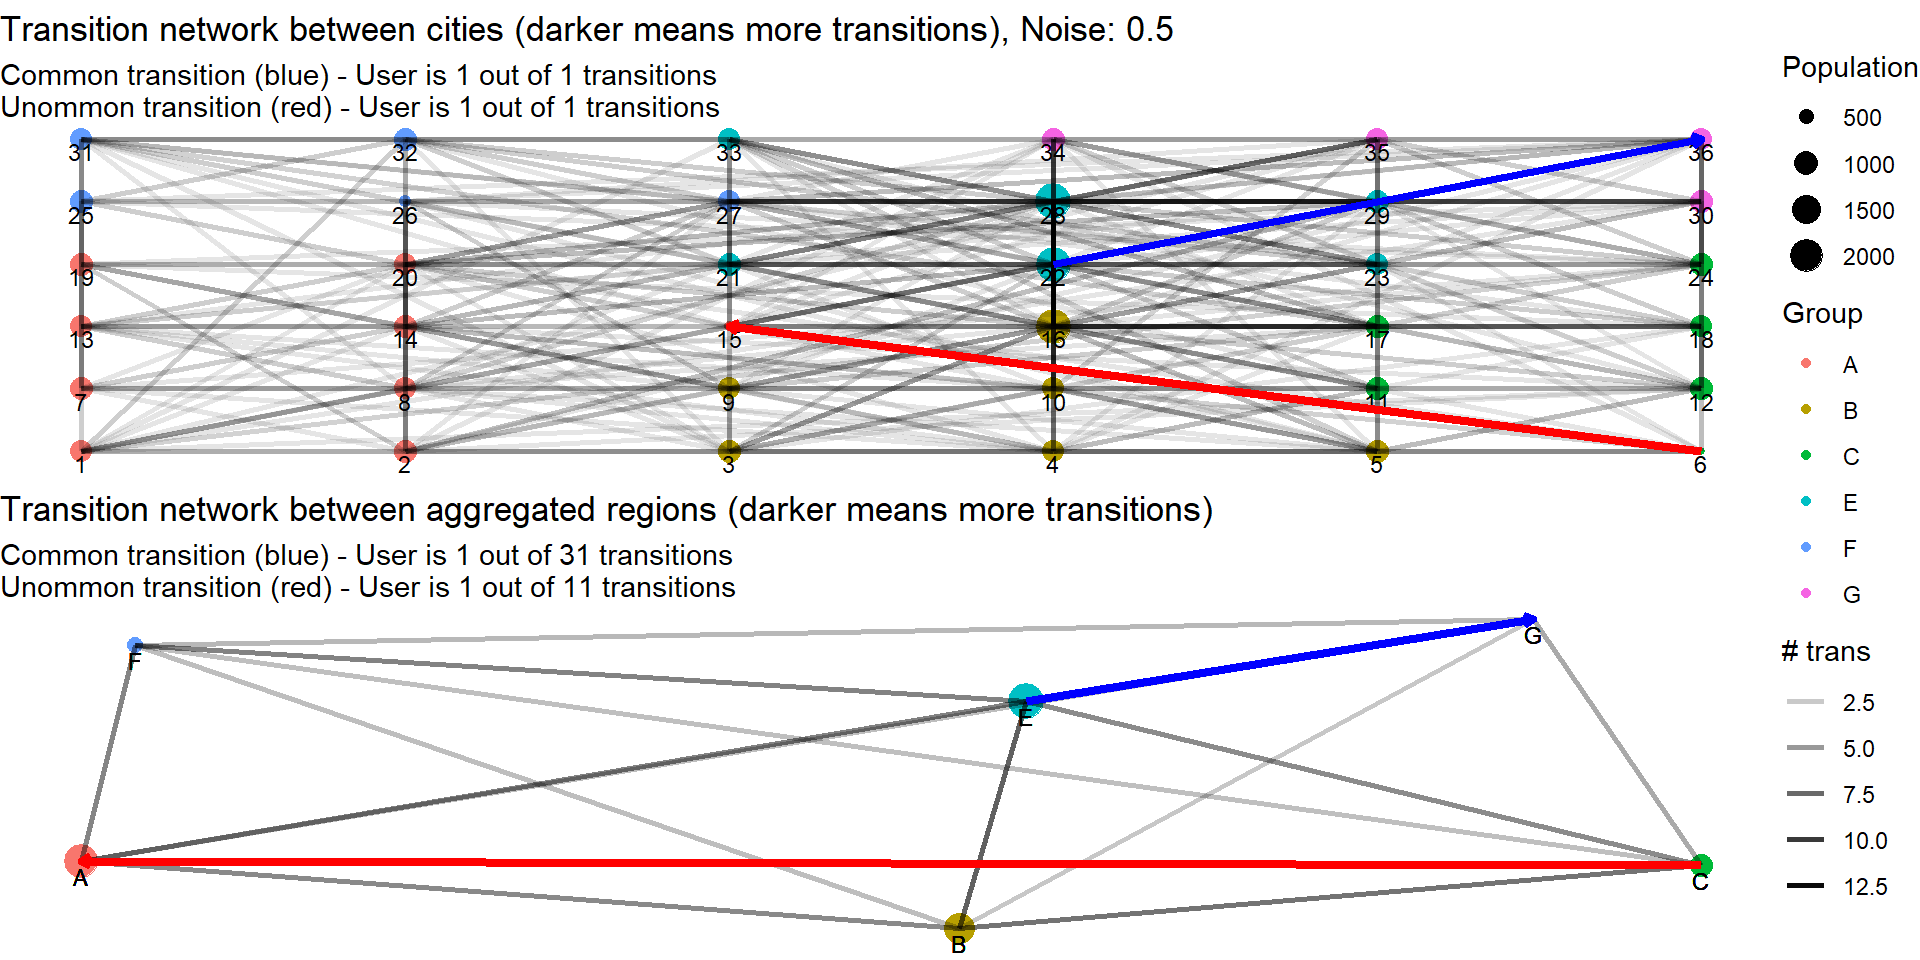 Transition network between cities (darker means more transitions), Noise: 0.5
Common transition (blue) - User is 1 out of 1 transitions
Unommon transition (red) - User is 1 out of 1 transitions
31 32 33 34 35 36
25 26 27 28 29 30
19 20 21 22 23 24
13 14 15 16 17 18
7 8 9 10 11 12
1 2 3 4 5 6
Transition network between aggregated regions (darker means more transitions)
Common transition (blue) - User is 1 out of 31 transitions
Unommon transition (red) - User is 1 out of 11 transitions
G
F
E
A
C
B
Population
500
1000
1500
2000
Group
A
B
C
E
F
G
# trans
2.5
5.0
7.5
10.0
12.5